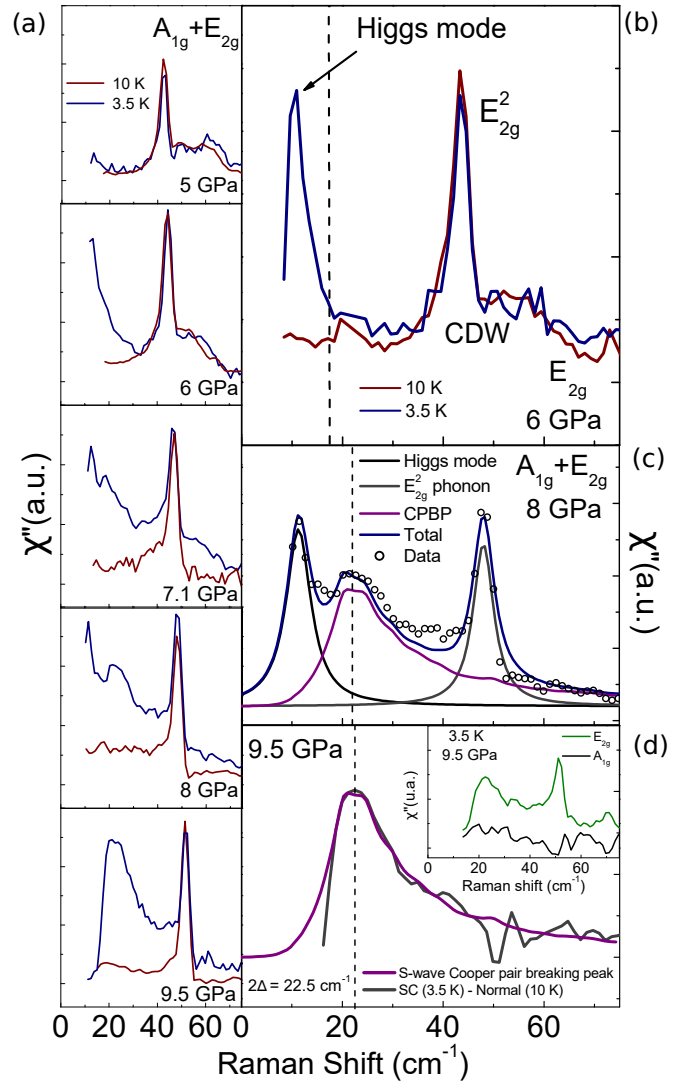 (a)
A1g+E2g
10 K
3.5 K
5 GPa
6 GPa
7.1 GPa
8 GPa
9.5 GPa
0 20 40 60
χ"(a.u.)
(b)
Higgs mode
E²2g
CDW
E2g
10 K
3.5 K
6 GPa
(c)
Higgs mode
E²2g phonon
CPBP
Total
Data
A1g+E2g
8 GPa
χ"(a.u.)
(d)
9.5 GPa
3.5 K
9.5 GPa
E2g
A1g
χ"(u.a.)
0 20 40 60
Raman shift (cm⁻¹)
2Δ = 22.5 cm⁻¹
S-wave Cooper pair breaking peak
SC (3.5 K) - Normal (10 K)
0 20 40 60
Raman Shift (cm⁻¹)